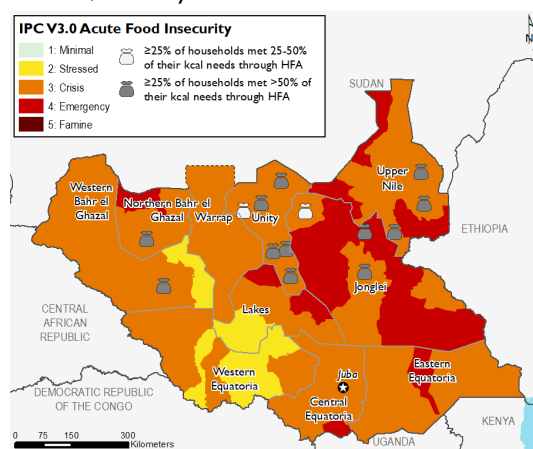 IPC V3.0 Acute Food Insecurity
1: Minimal
2: Stressed
3: Crisis
4: Emergency
5: Famine
≥25% of households met 25-50%
of their kcal needs through HFA
≥25% of households met >50% of
their kcal needs through HFA
N
SUDAN
Upper
Nile
Western
Bahr el
Ghazal
Northern Bahr el
Ghazal
Warrap
Unity
ETHIOPIA
Jonglei
CENTRAL
AFRICAN
REPUBLIC
Lakes
Western
Equatoria
Juba
Eastern
Equatoria
Central
Equatoria
DEMOCRATIC REPUBLIC
OF THE CONGO
KENYA
UGANDA
0 75 150 300
Kilometers